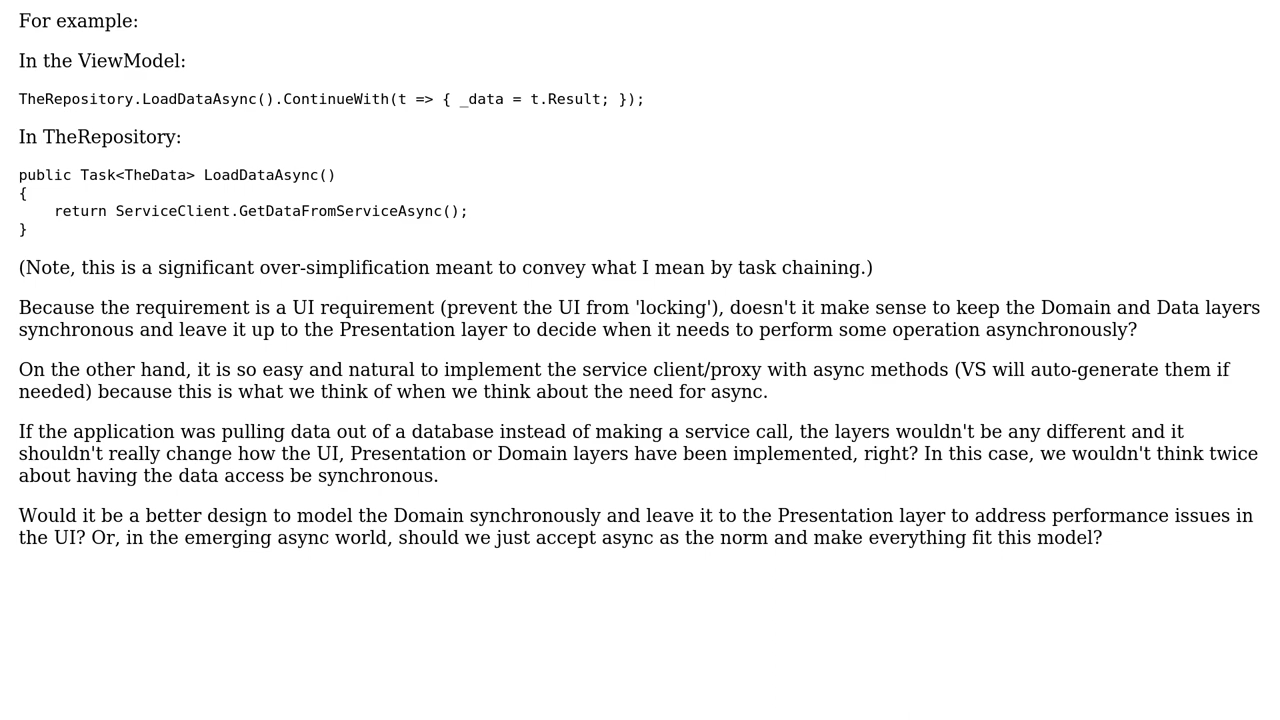 For example:
In the ViewModel:
TheRepository.LoadDataAsync().ContinueWith(t => { _data = t.Result; });
In TheRepository:
public Task<TheData> LoadDataAsync()
{
    return ServiceClient.GetDataFromServiceAsync();
}
(Note, this is a significant over-simplification meant to convey what I mean by task chaining.)
Because the requirement is a UI requirement (prevent the UI from 'locking'), doesn't it make sense to keep the Domain and Data layers
synchronous and leave it up to the Presentation layer to decide when it needs to perform some operation asynchronously?
On the other hand, it is so easy and natural to implement the service client/proxy with async methods (VS will auto-generate them if
needed) because this is what we think of when we think about the need for async.
If the application was pulling data out of a database instead of making a service call, the layers wouldn't be any different and it
shouldn't really change how the UI, Presentation or Domain layers have been implemented, right? In this case, we wouldn't think twice
about having the data access be synchronous.
Would it be a better design to model the Domain synchronously and leave it to the Presentation layer to address performance issues in
the UI? Or, in the emerging async world, should we just accept async as the norm and make everything fit this model?